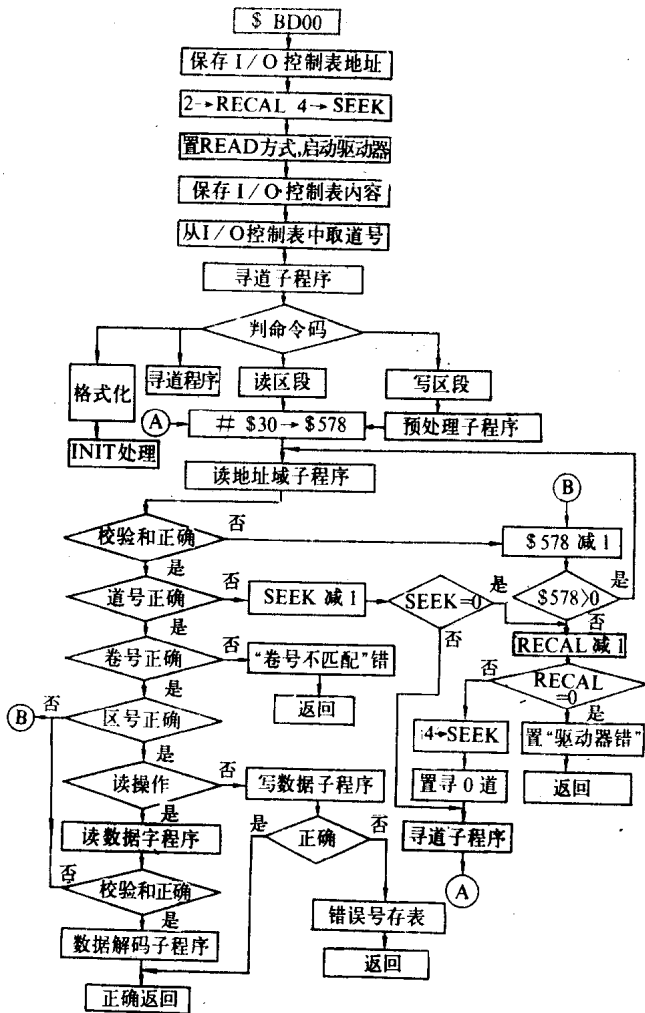 $ BD00
保存 I / O 控制表地址
2→RECAL 4→ SEEK
置READ方式,启动驱动器
保存 I / O 控制表内容
从 I / O 控制表中取道号
寻道子程序
判命令码
格式化
寻道程序
读区段
写区段
A
# $30→$578
预处理子程序
INIT处理
读地址域子程序
B
校验和正确
否
$578 减 1
是
道号正确
否
SEEK 减 1
SEEK=0
是
$578>0
是
否
是
否
RECAL 减 1
卷号正确
否
“卷号不匹配”错
否
RECAL
=0
是
返回
B
否
区号正确
4→SEEK
是
置“驱动器错”
是
读操作
否
写数据子程序
置寻 0 道
返回
是
是
正确
否
读数据字程序
寻道子程序
否
校验和正确
A
是
错误号存表
数据解码子程序
返回
正确返回